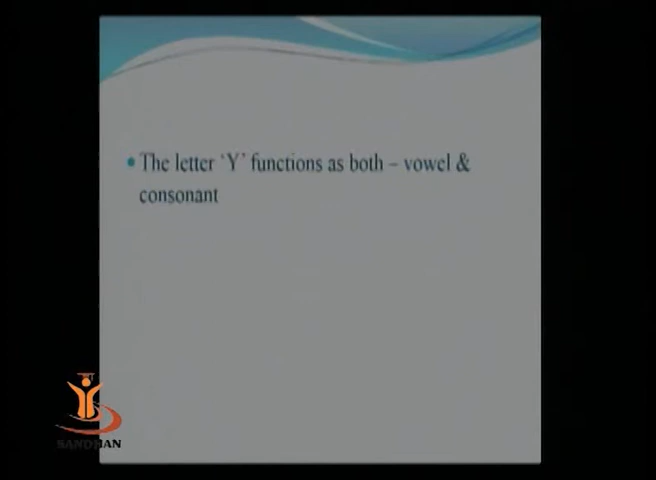 • The letter 'Y' functions as both – vowel &
consonant
SANDHAN